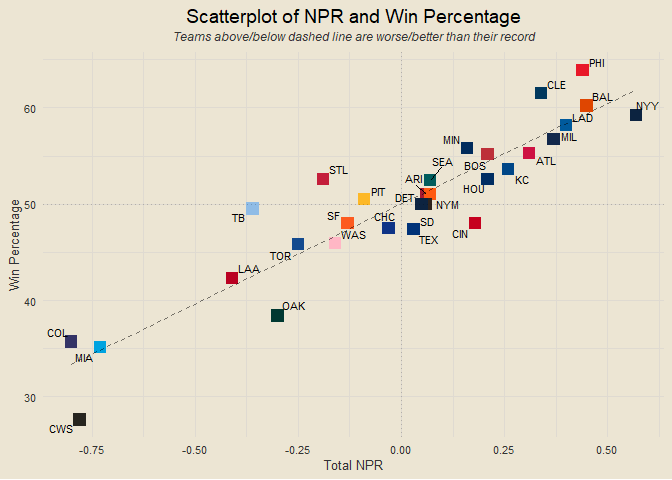 Scatterplot of NPR and Win Percentage
Teams above/below dashed line are worse/better than their record
PHI
CLE
BAL
NYY
60
LAD
MIN
MIL
BOS
ATL
SEA
STL
ARI
KC
HOU
PIT
DET
NYM
50
TB
SF
CHC
SD
CIN
WAS
TEX
TOR
LAA
40
OAK
COL
MIA
30
CWS
-0.75
-0.50
-0.25
0.00
0.25
0.50
Total NPR
Win Percentage